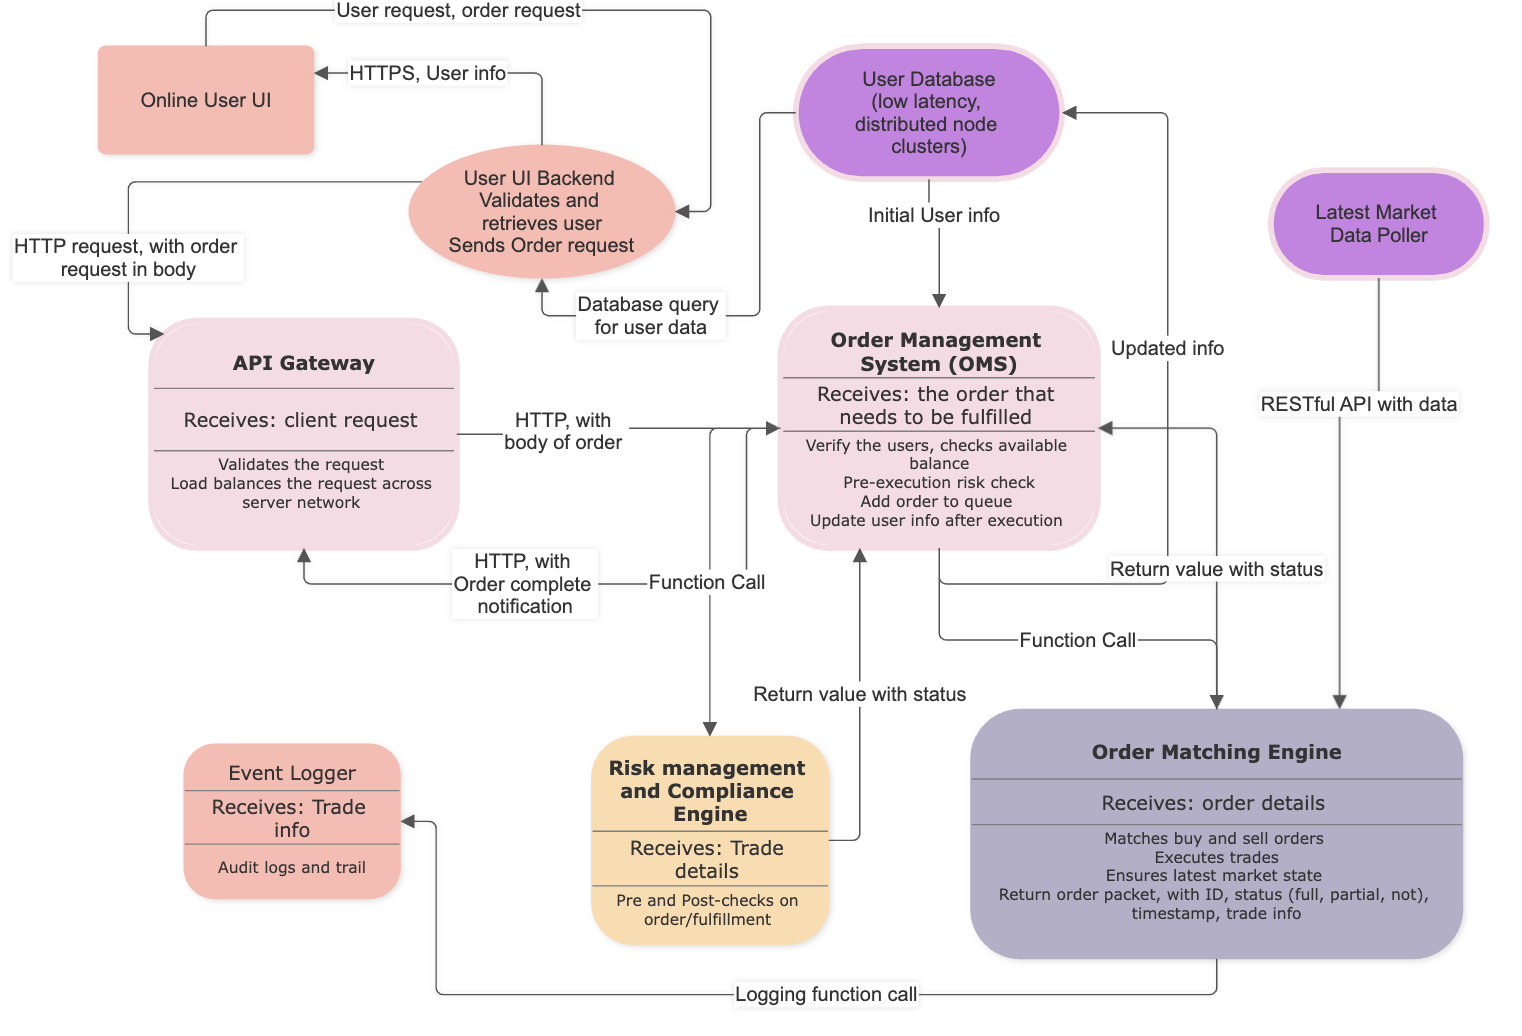 User request, order request
HTTPS, User info
Online User UI
User Database
(low latency,
distributed node
clusters)
User UI Backend
Validates and
retrieves user
Sends Order request
Initial User info
Latest Market
Data Poller
HTTP request, with order
request in body
Database query
for user data
API Gateway
Receives: client request
Validates the request
Load balances the request across
server network
HTTP, with
body of order
Order Management
System (OMS)
Receives: the order that
needs to be fulfilled
Verify the users, checks available
balance
Pre-execution risk check
Add order to queue
Update user info after execution
Updated info
RESTful API with data
HTTP, with
Order complete
notification
Function Call
Return value with status
Function Call
Return value with status
Event Logger
Receives: Trade
info
Audit logs and trail
Risk management
and Compliance
Engine
Receives: Trade
details
Pre and Post-checks on
order/fulfillment
Order Matching Engine
Receives: order details
Matches buy and sell orders
Executes trades
Ensures latest market state
Return order packet, with ID, status (full, partial, not),
timestamp, trade info
Logging function call